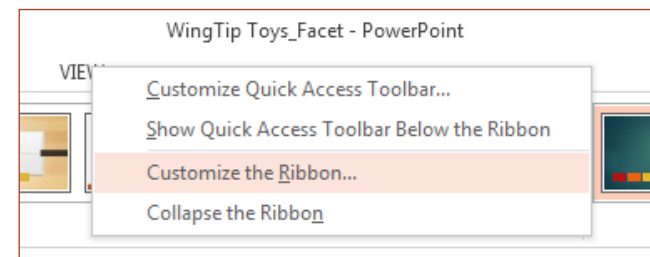 WingTip Toys_Facet - PowerPoint
VIEW
Customize Quick Access Toolbar...
Show Quick Access Toolbar Below the Ribbon
Customize the Ribbon...
Collapse the Ribbon